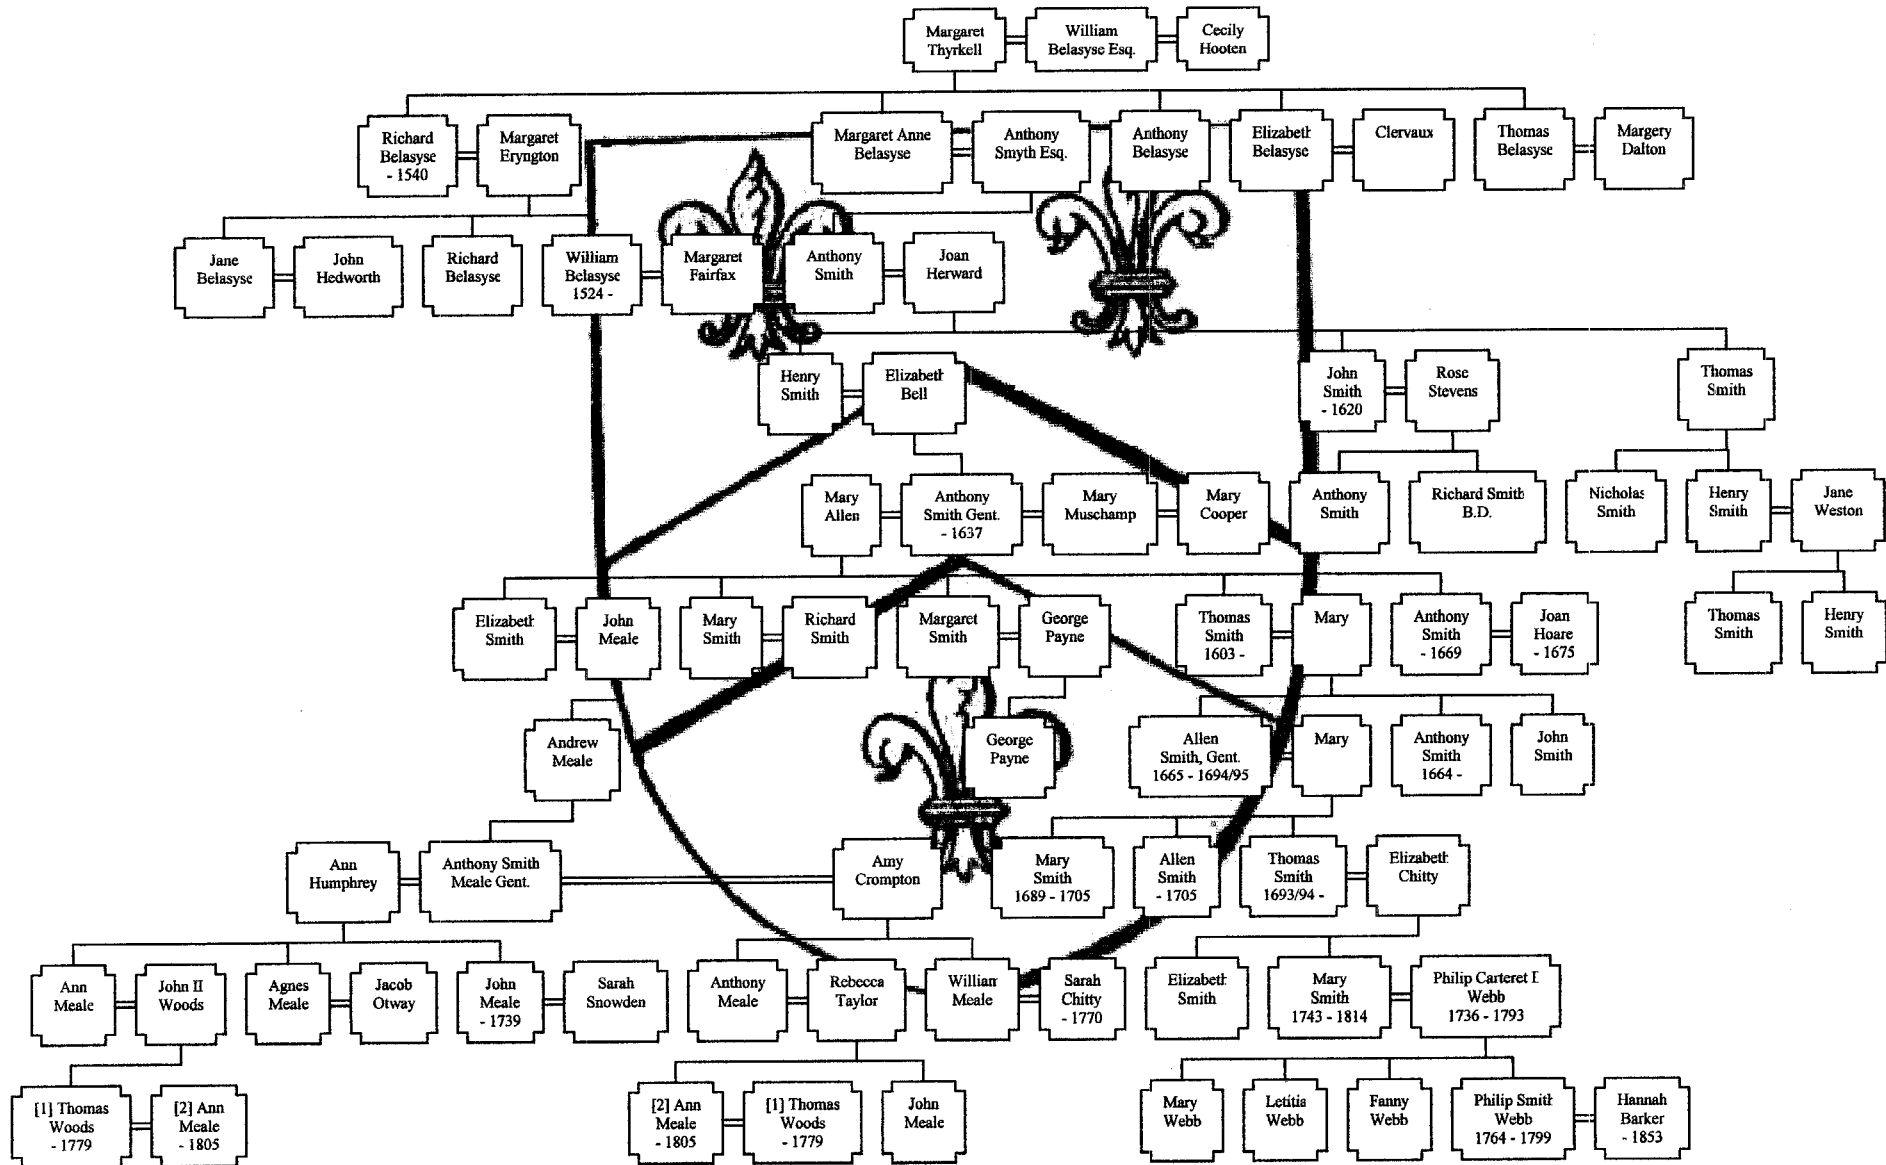 Margaret
Thyrkell
William
Belasyse Esq.
Cecily
Hooten
Richard
Belasyse
- 1540
Margaret
Eryngton
Margaret Anne
Belasyse
Anthony
Smyth Esq.
Anthony
Belasyse
Elizabeth
Belasyse
Clervaux
Thomas
Belasyse
Margery
Dalton
Jane
Belasyse
John
Hedworth
Richard
Belasyse
William
Belasyse
1524 -
Margaret
Fairfax
Anthony
Smith
Joan
Herward
Henry
Smith
Elizabeth
Bell
John
Smith
- 1620
Rose
Stevens
Thomas
Smith
Mary
Allen
Anthony
Smith Gent.
- 1637
Mary
Muschamp
Mary
Cooper
Anthony
Smith
Richard Smith
B.D.
Nicholas
Smith
Henry
Smith
Jane
Weston
Elizabeth
Smith
John
Meale
Mary
Smith
Richard
Smith
Margaret
Smith
George
Payne
Thomas
Smith
1603 -
Mary
Anthony
Smith
- 1669
Joan
Hoare
- 1675
Thomas
Smith
Henry
Smith
Andrew
Meale
George
Payne
Allen
Smith, Gent.
1665 - 1694/95
Mary
Anthony
Smith
1664 -
John
Smith
Ann
Humphrey
Anthony Smith
Meale Gent.
Amy
Crompton
Mary
Smith
1689 - 1705
Allen
Smith
- 1705
Thomas
Smith
1693/94 -
Elizabeth
Chitty
Ann
Meale
John II
Woods
Agnes
Meale
Jacob
Otway
John
Meale
- 1739
Sarah
Snowden
Anthony
Meale
Rebecca
Taylor
William
Meale
Sarah
Chitty
- 1770
Elizabeth
Smith
Mary
Smith
1743 - 1814
Philip Carteret
Webb
1736 - 1793
[1] Thomas
Woods
- 1779
[2] Ann
Meale
- 1805
[2] Ann
Meale
- 1805
[1] Thomas
Woods
- 1779
John
Meale
Mary
Webb
Letitia
Webb
Fanny
Webb
Philip Smith
Webb
1764 - 1799
Hannah
Barker
- 1853